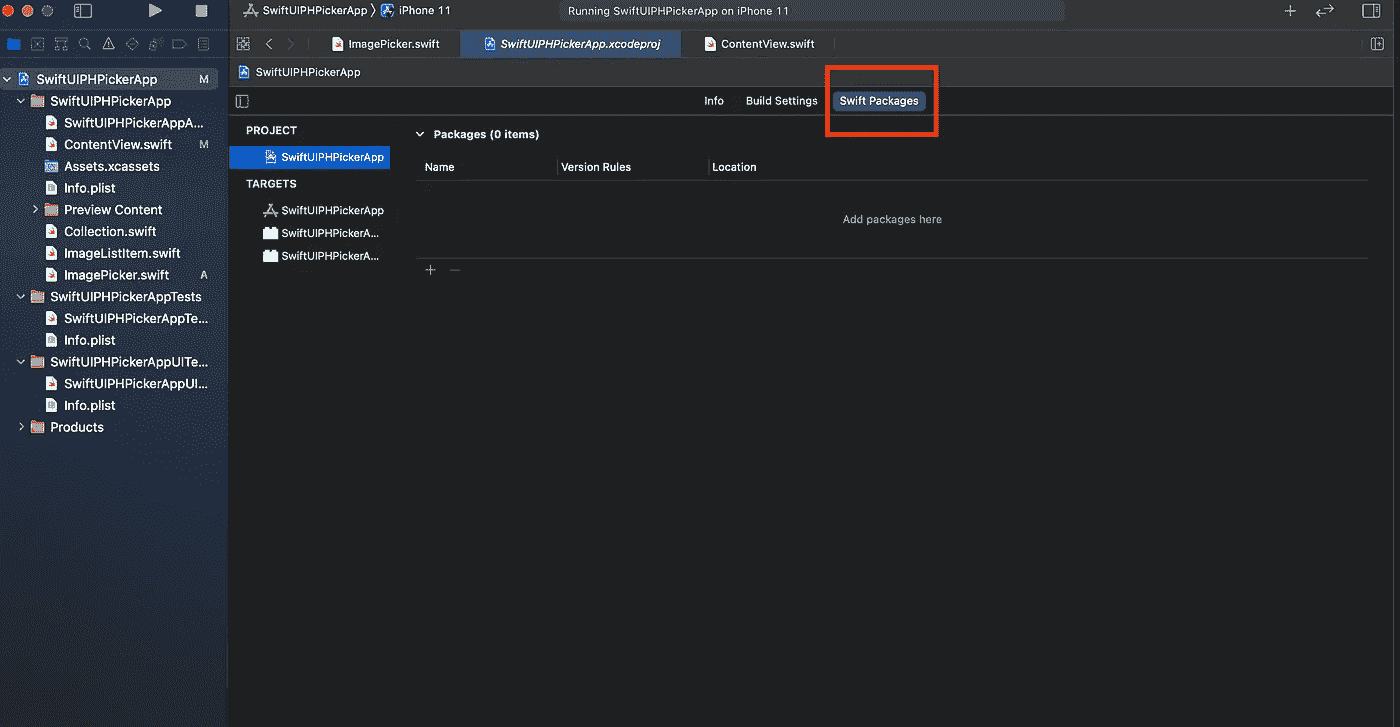 SwiftUIPHPickerApp 〉 iPhone 11
Running SwiftUIPHPickerApp on iPhone 11
ImagePicker.swift
SwiftUIPHPickerApp.xcodeproj
ContentView.swift
SwiftUIPHPickerApp M
SwiftUIPHPickerApp
SwiftUIPHPickerAppA...
ContentView.swift M
Assets.xcassets
Info.plist
Preview Content
Collection.swift
ImageListItem.swift
ImagePicker.swift A
SwiftUIPHPickerAppTests
SwiftUIPHPickerAppTe...
Info.plist
SwiftUIPHPickerAppUITe...
SwiftUIPHPickerAppUI...
Info.plist
Products
SwiftUIPHPickerApp
Info Build Settings Swift Packages
PROJECT
SwiftUIPHPickerApp
TARGETS
SwiftUIPHPickerApp
SwiftUIPHPickerA...
SwiftUIPHPickerA...
Packages (0 items)
Name Version Rules Location
Add packages here